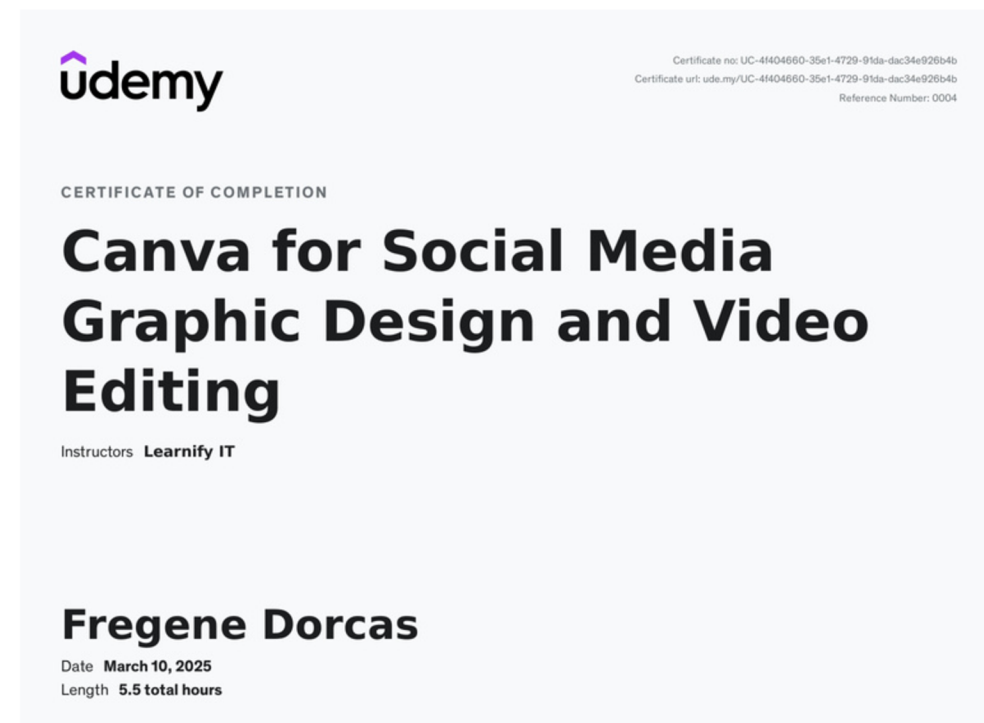 udemy
Certificate no: UC-4f404660-35e1-4729-91da-dac34e926b4b
Certificate url: ude.my/UC-4f404660-35e1-4729-91da-dac34e926b4b
Reference Number: 0004
CERTIFICATE OF COMPLETION
Canva for Social Media
Graphic Design and Video
Editing
Instructors Learnify IT
Fregene Dorcas
Date March 10, 2025
Length 5.5 total hours